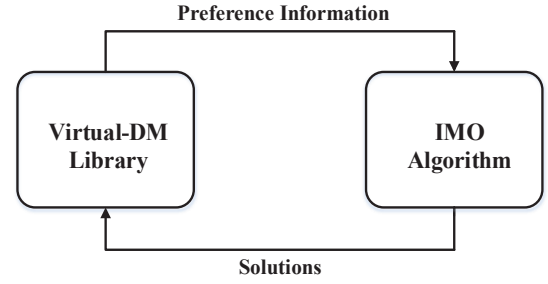 Preference Information
Virtual-DM
Library
IMO
Algorithm
Solutions